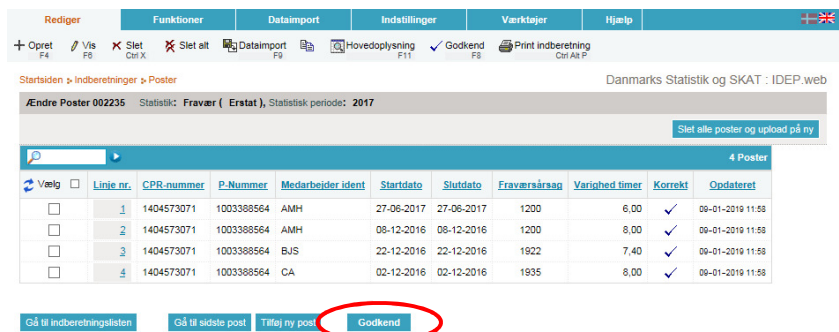 Rediger Funktioner Dataimport Indstillinger Værktøjer Hjælp
Opret Vis Slet Slet alt Dataimport Hovedoplysning Godkend Print indberetning
F4 F6 Ctrl X F9 F11 F8 Ctrl Alt P
Startsiden Indberetninger Poster Danmarks Statistik og SKAT : IDEP.web
Ændre Poster 002235 Statistik: Fravær ( Erstat ), Statistisk periode: 2017
Slet alle poster og upload på ny
4 Poster
Vælg Linje nr. CPR-nummer P-Nummer Medarbejder ident Startdato Slutdato Fraværsårsag Varighed timer Korrekt Opdateret
1 1404573071 1003388564 AMH 27-06-2017 27-06-2017 1200 6,00 09-01-2019 11:58
2 1404573071 1003388564 AMH 08-12-2016 08-12-2016 1200 8,00 09-01-2019 11:58
3 1404573071 1003388564 BJS 22-12-2016 22-12-2016 1922 7,40 09-01-2019 11:58
4 1404573071 1003388564 CA 02-12-2016 02-12-2016 1935 8,00 09-01-2019 11:58
Gå til indberetningslisten Gå til sidste post Tilføj ny post Godkend